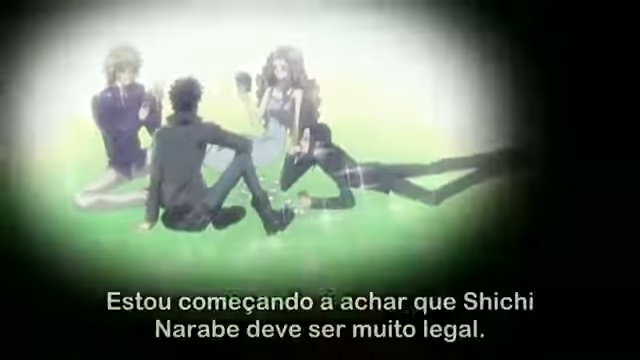 Estou começando a achar que Shichi
Narabe deve ser muito legal.